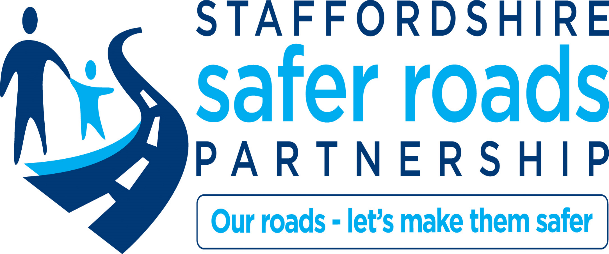 STAFFORDSHIRE
safer roads
PARTNERSHIP
Our roads - let's make them safer